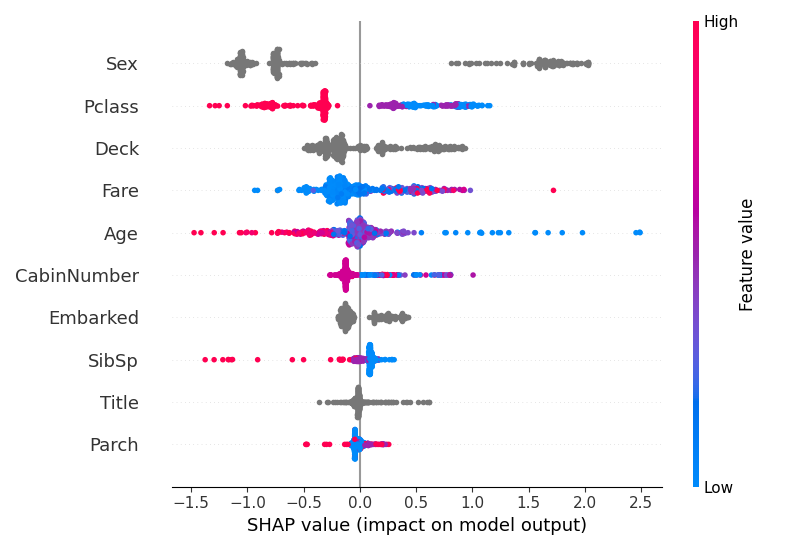 High
Sex
Pclass
Deck
Fare
Age
CabinNumber
Embarked
SibSp
Title
Parch
Feature value
Low
−1.5 −1.0 −0.5 0.0 0.5 1.0 1.5 2.0 2.5
SHAP value (impact on model output)